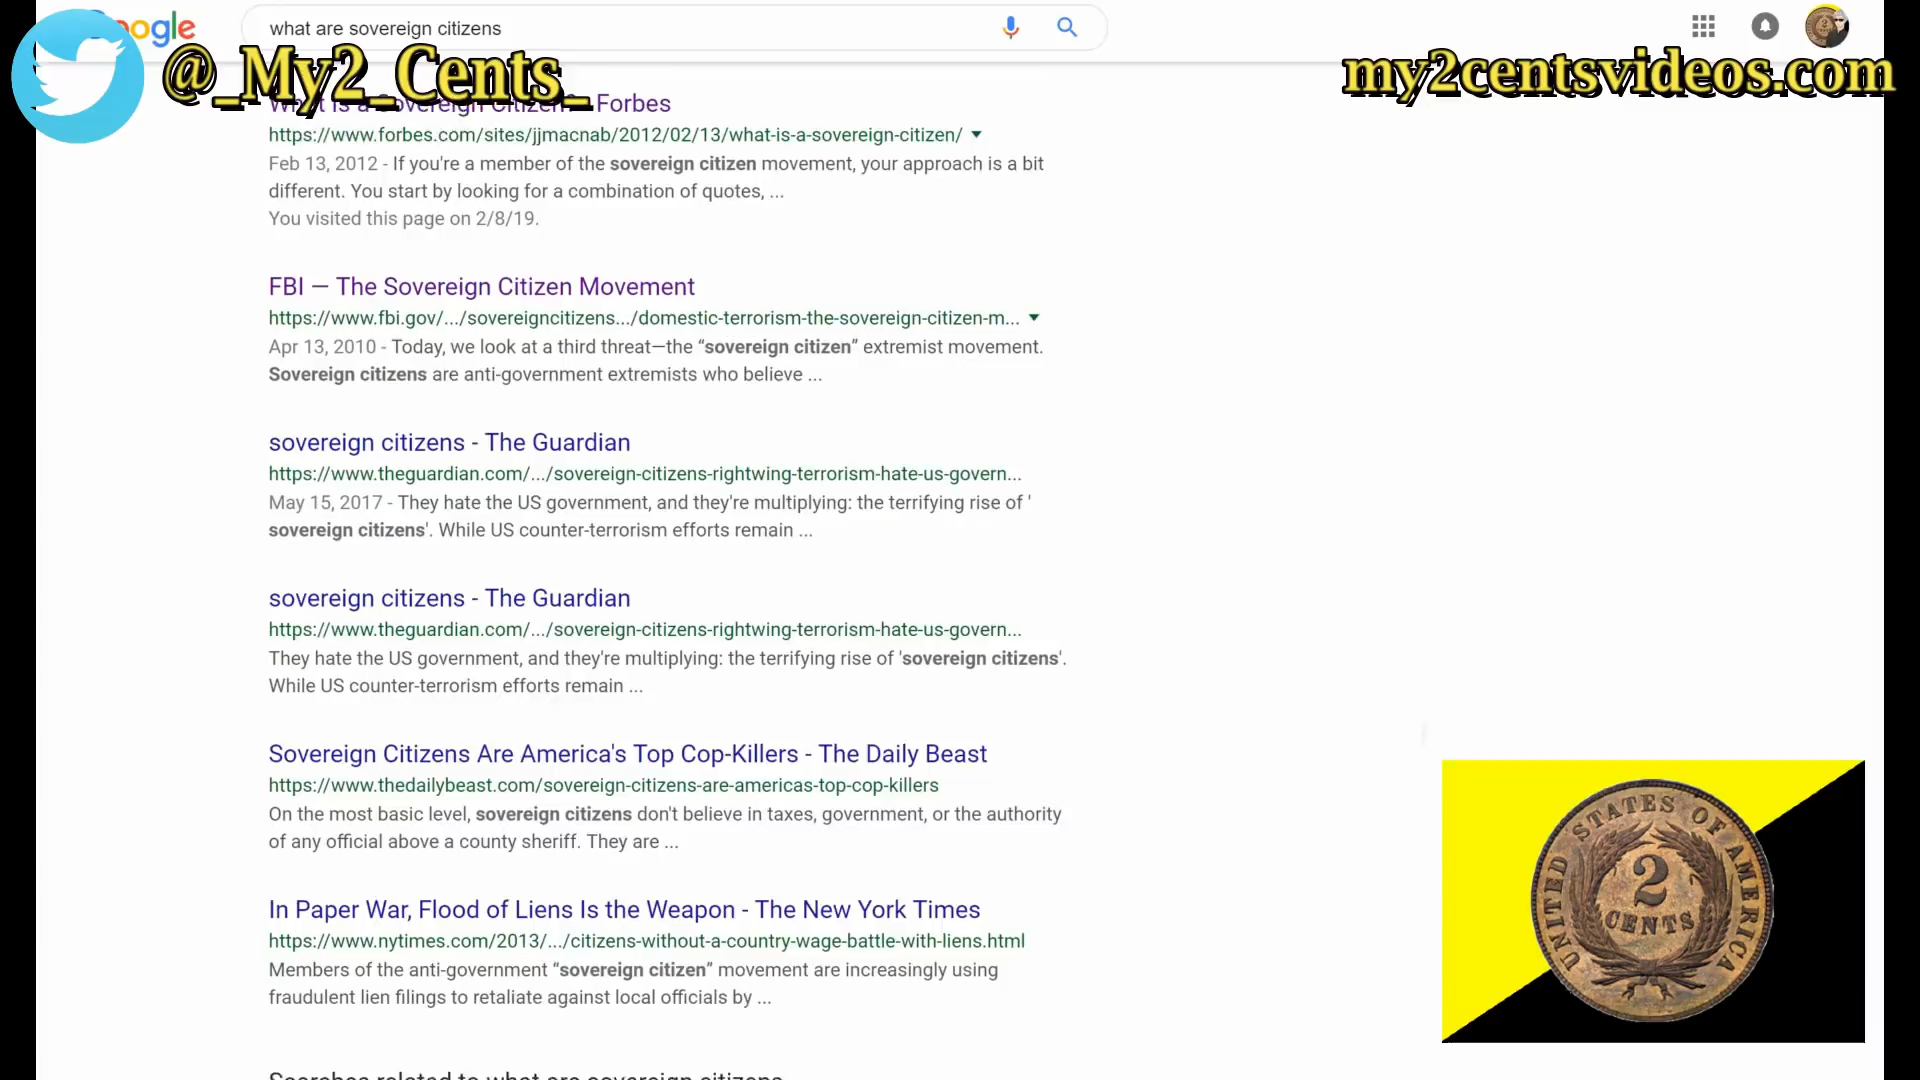 Google
what are sovereign citizens
@_My2_Cents_
my2centsvideos.com
What is a Sovereign Citizen? - Forbes
https://www.forbes.com/sites/jjmacnab/2012/02/13/what-is-a-sovereign-citizen/
Feb 13, 2012 - If you're a member of the sovereign citizen movement, your approach is a bit
different. You start by looking for a combination of quotes, ...
You visited this page on 2/8/19.
FBI — The Sovereign Citizen Movement
https://www.fbi.gov/.../sovereigncitizens.../domestic-terrorism-the-sovereign-citizen-m...
Apr 13, 2010 - Today, we look at a third threat—the “sovereign citizen” extremist movement.
Sovereign citizens are anti-government extremists who believe ...
sovereign citizens - The Guardian
https://www.theguardian.com/.../sovereign-citizens-rightwing-terrorism-hate-us-govern...
May 15, 2017 - They hate the US government, and they're multiplying: the terrifying rise of '
sovereign citizens'. While US counter-terrorism efforts remain ...
sovereign citizens - The Guardian
https://www.theguardian.com/.../sovereign-citizens-rightwing-terrorism-hate-us-govern...
They hate the US government, and they're multiplying: the terrifying rise of 'sovereign citizens'.
While US counter-terrorism efforts remain ...
Sovereign Citizens Are America's Top Cop-Killers - The Daily Beast
https://www.thedailybeast.com/sovereign-citizens-are-americas-top-cop-killers
On the most basic level, sovereign citizens don't believe in taxes, government, or the authority
of any official above a county sheriff. They are ...
In Paper War, Flood of Liens Is the Weapon - The New York Times
https://www.nytimes.com/2013/.../citizens-without-a-country-wage-battle-with-liens.html
Members of the anti-government “sovereign citizen” movement are increasingly using
fraudulent lien filings to retaliate against local officials by ...
Searches related to what are sovereign citizens
UNITED STATES OF AMERICA
2
CENTS